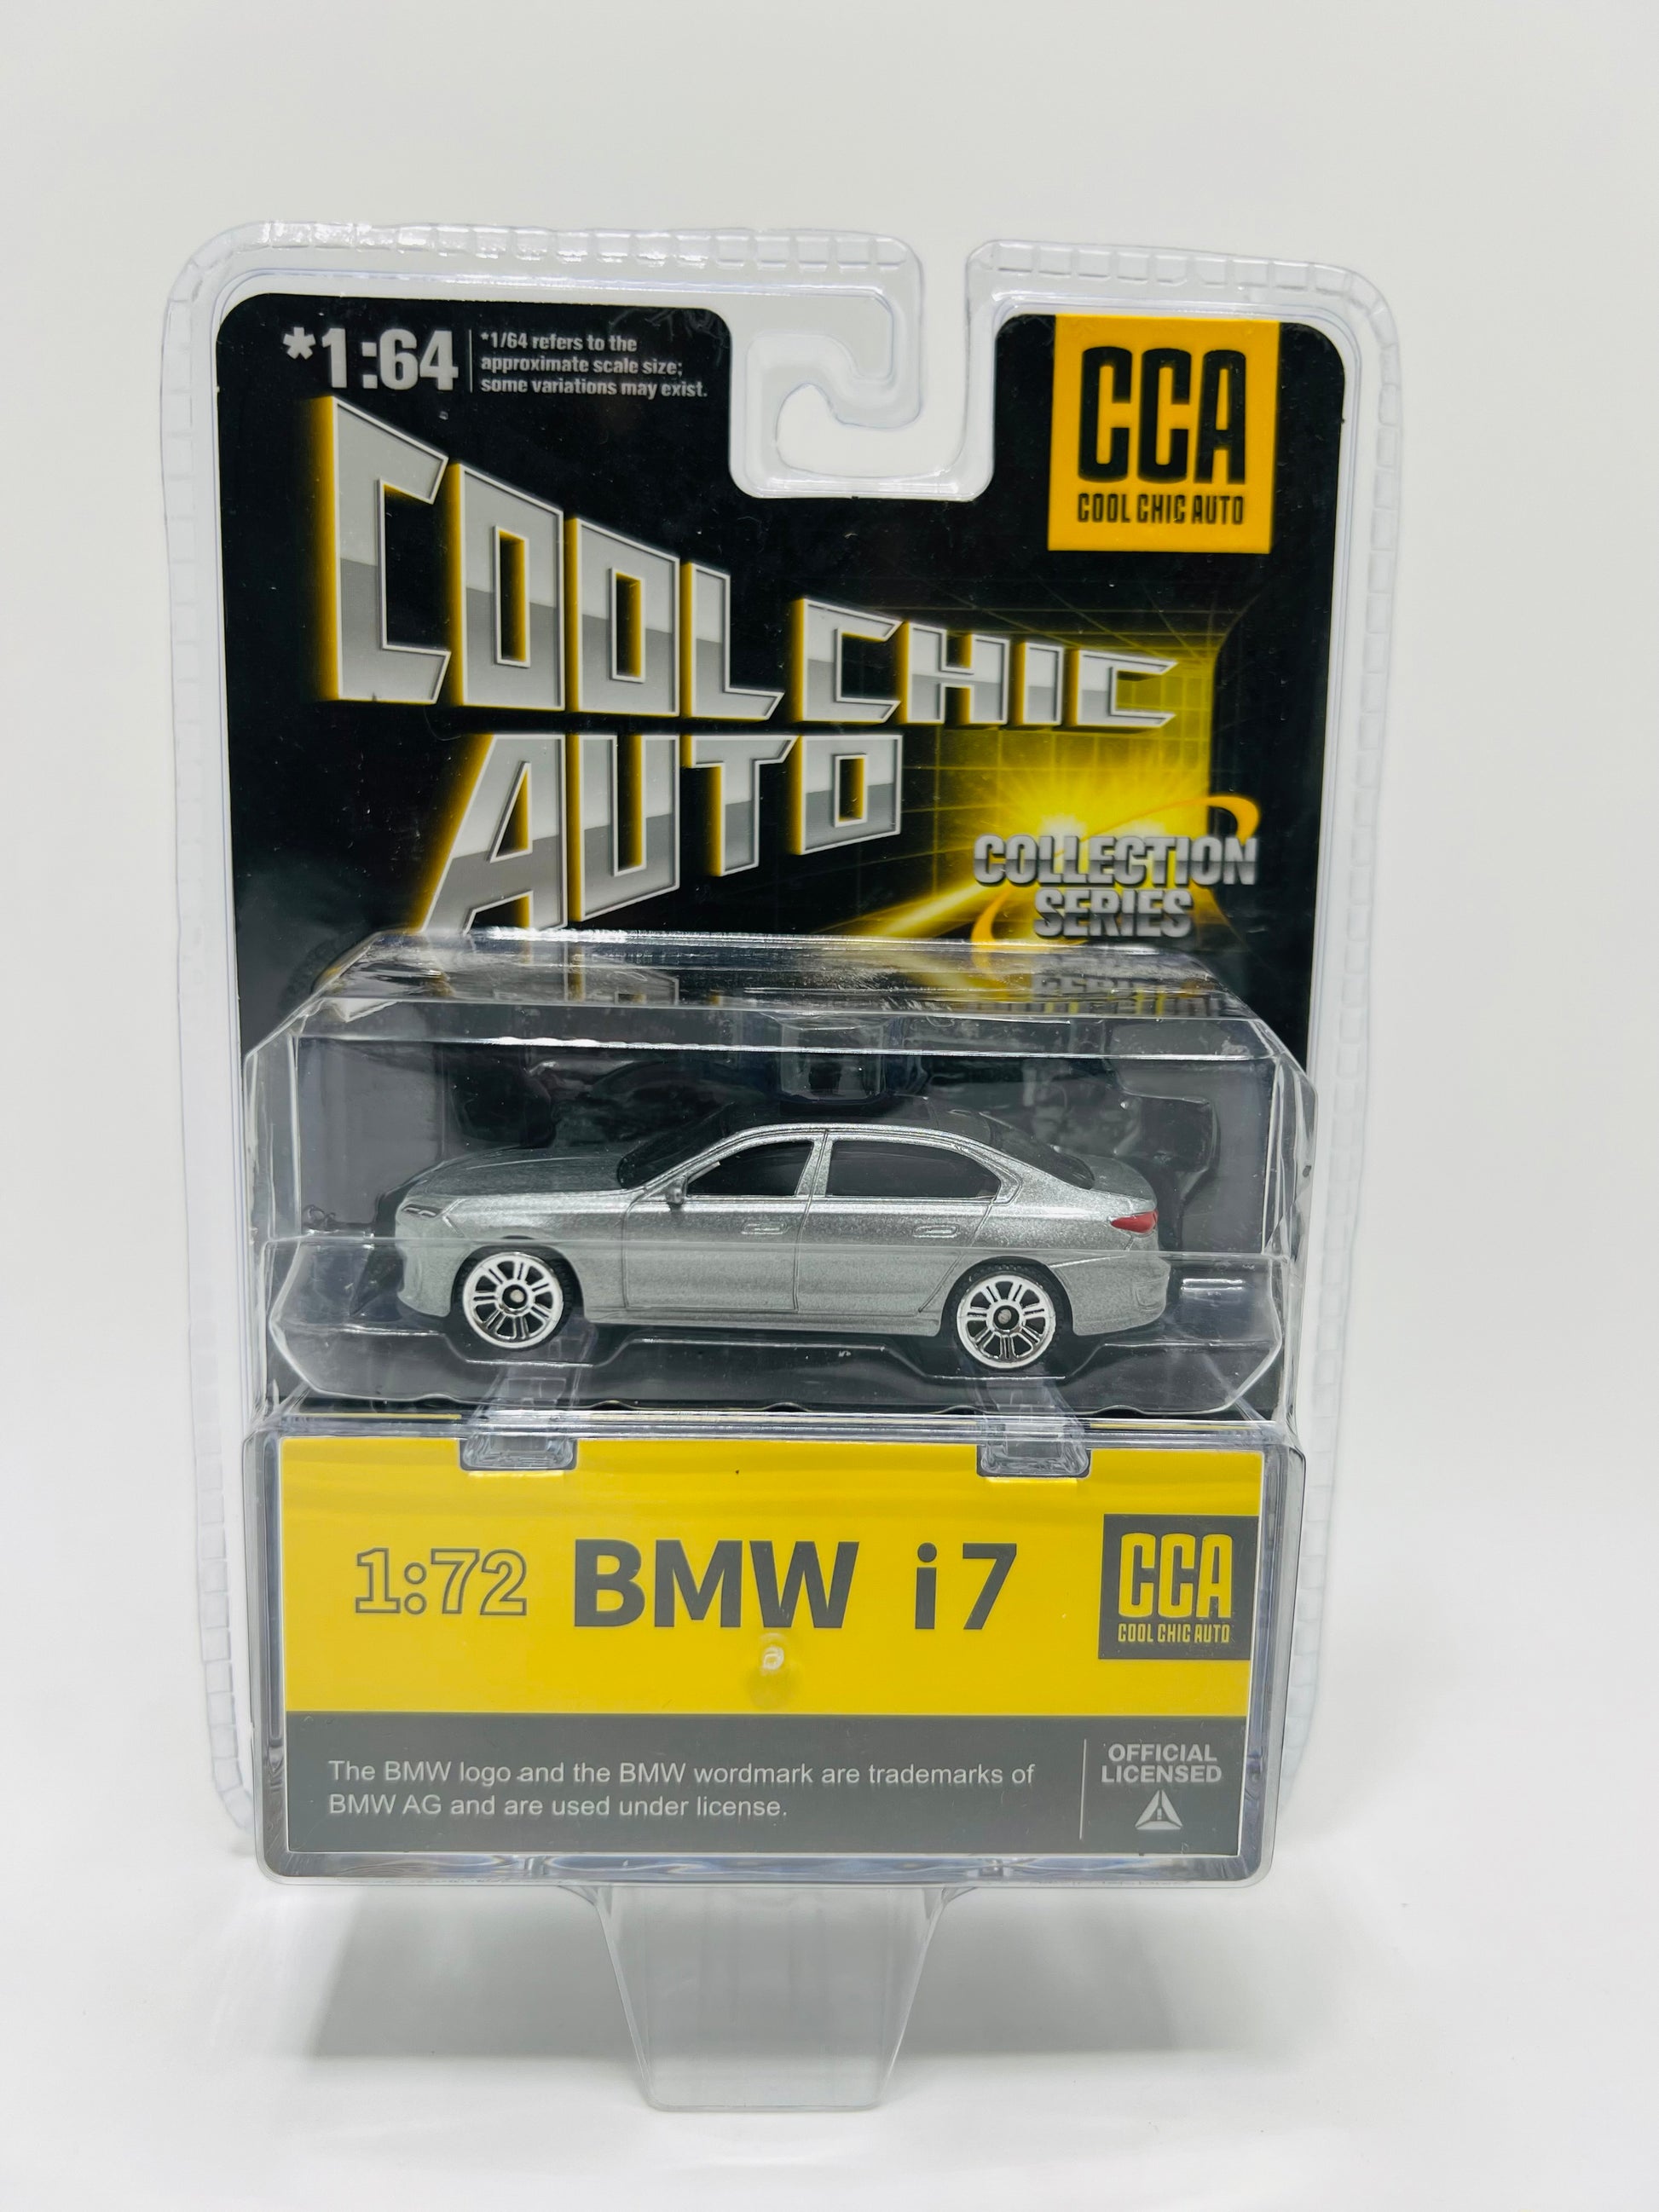 *1:64
*1/64 refers to the
approximate scale size;
some variations may exist.
CCA
COOL CHIC AUTO
COOL CHIC
AUTO
COLLECTION
SERIES
1:72 BMW i7
CCA
COOL CHIC AUTO
The BMW logo and the BMW wordmark are trademarks of
BMW AG and are used under license.
OFFICIAL
LICENSED